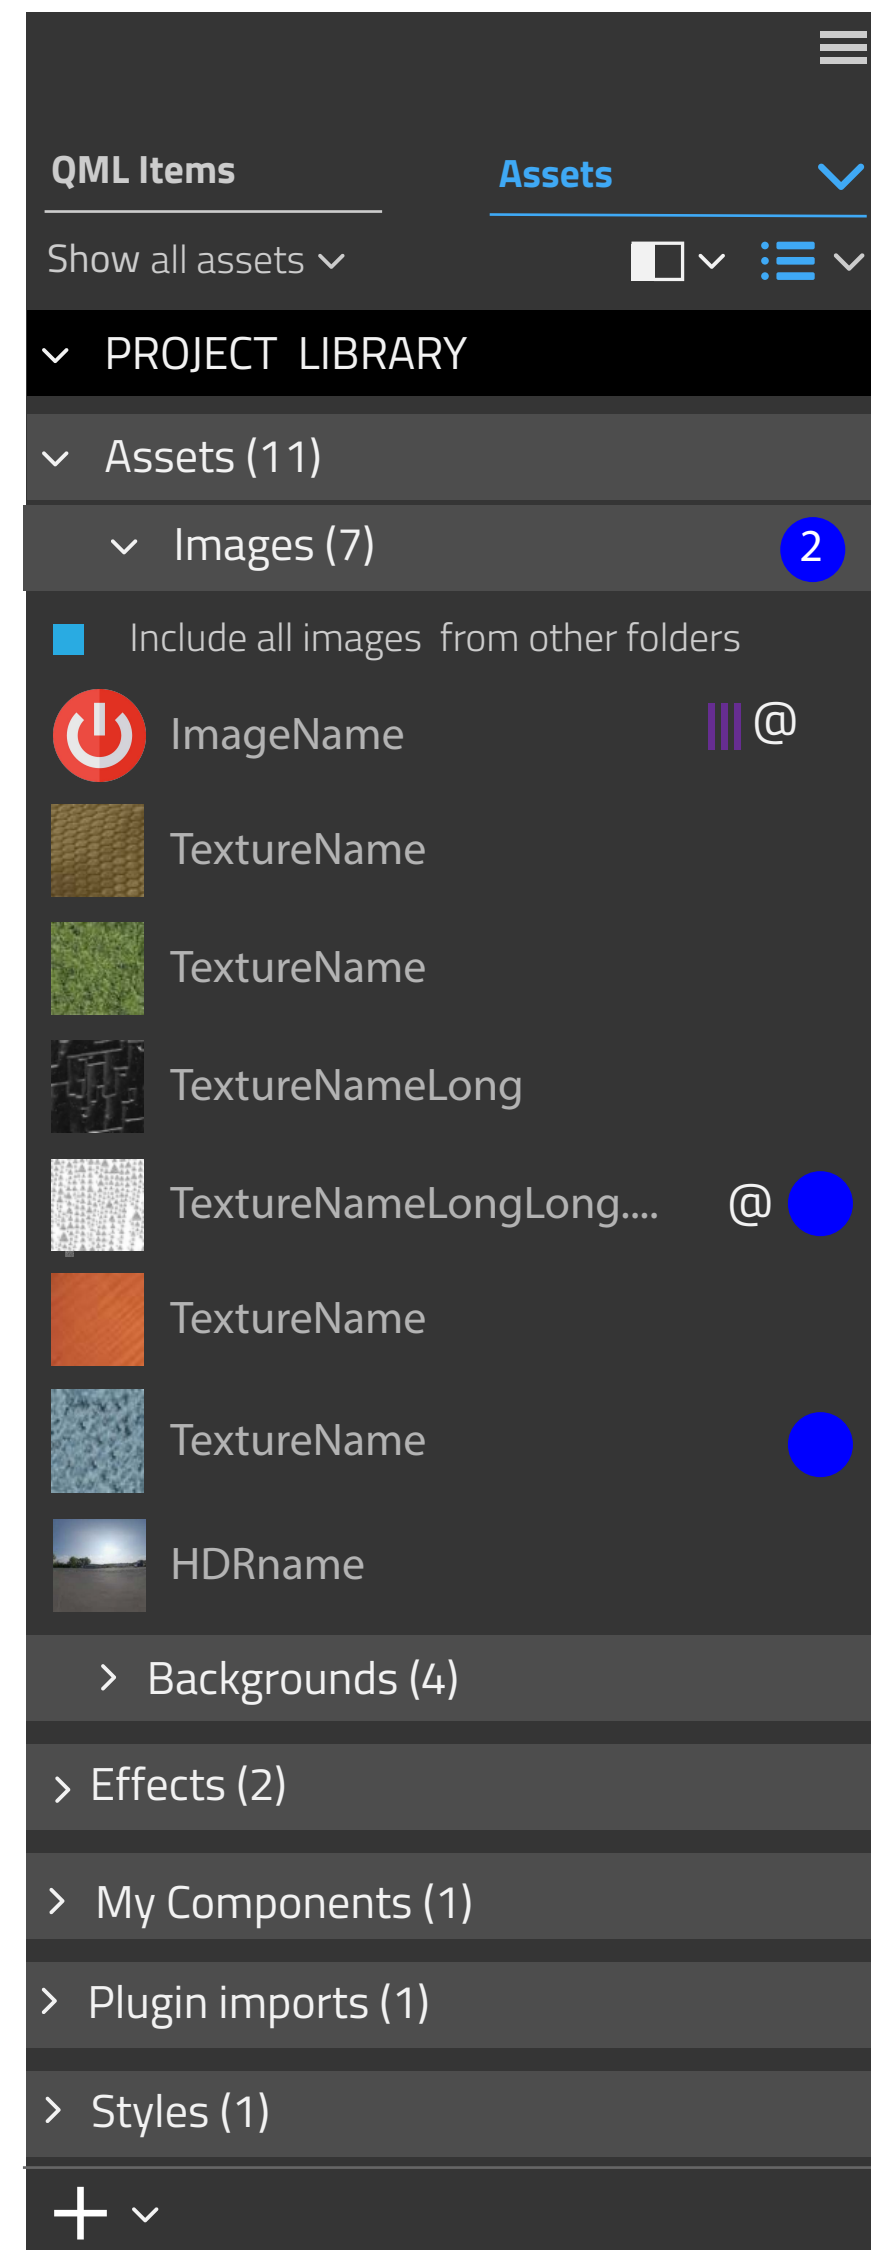 QML Items
Assets
Show all assets
PROJECT LIBRARY
Assets (11)
Images (7)
2
Include all images from other folders
ImageName
@
TextureName
TextureName
TextureNameLong
TextureNameLongLong....
@
TextureName
TextureName
HDRname
Backgrounds (4)
Effects (2)
My Components (1)
Plugin imports (1)
Styles (1)